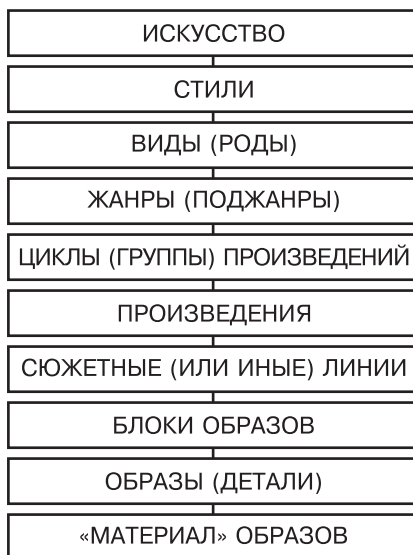 ИСКУССТВО
СТИЛИ
ВИДЫ (РОДЫ)
ЖАНРЫ (ПОДЖАНРЫ)
ЦИКЛЫ (ГРУППЫ) ПРОИЗВЕДЕНИЙ
ПРОИЗВЕДЕНИЯ
СЮЖЕТНЫЕ (ИЛИ ИНЫЕ) ЛИНИИ
БЛОКИ ОБРАЗОВ
ОБРАЗЫ (ДЕТАЛИ)
«МАТЕРИАЛ» ОБРАЗОВ